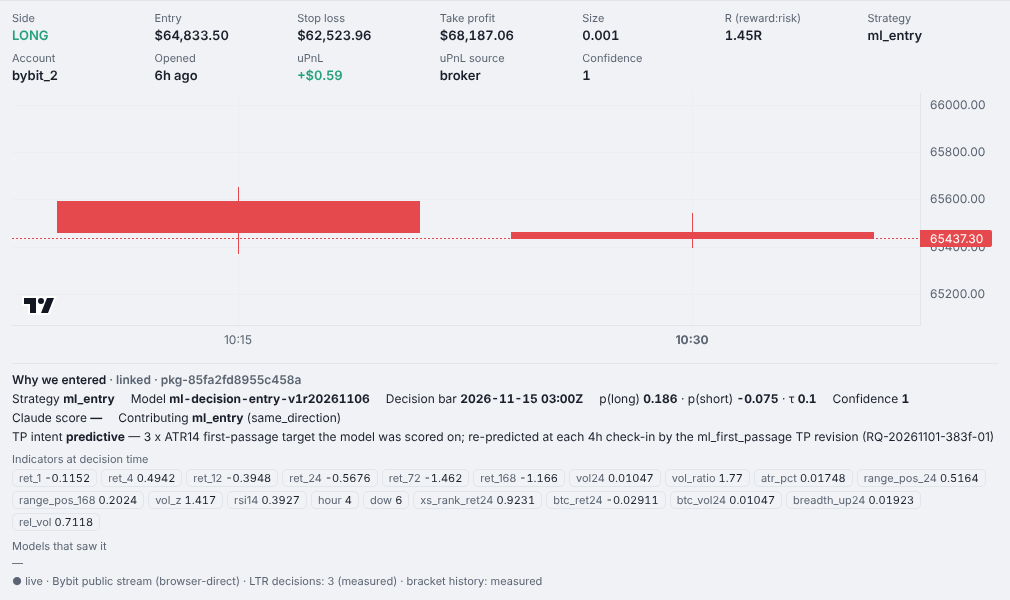 Side Entry Stop loss Take profit Size R (reward:risk) Strategy
LONG $64,833.50 $62,523.96 $68,187.06 0.001 1.45R ml_entry
Account Opened uPnL uPnL source Confidence
bybit_2 6h ago +$0.59 broker 1
66000.00
65800.00
65600.00
65437.30
65400.00
65200.00
10:15 10:30
Why we entered · linked · pkg-85fa2fd8955c458a
Strategy ml_entry Model ml-decision-entry-v1r20261106 Decision bar 2026-11-15 03:00Z p(long) 0.186 · p(short) -0.075 · τ 0.1 Confidence 1
Claude score — Contributing ml_entry (same_direction)
TP intent predictive — 3 x ATR14 first-passage target the model was scored on; re-predicted at each 4h check-in by the ml_first_passage TP revision (RQ-20261101-383f-01)
Indicators at decision time
ret_1 -0.1152 ret_4 0.4942 ret_12 -0.3948 ret_24 -0.5676 ret_72 -1.462 ret_168 -1.166 vol24 0.01047 vol_ratio 1.77 atr_pct 0.01748 range_pos_24 0.5164
range_pos_168 0.2024 vol_z 1.417 rsi14 0.3927 hour 4 dow 6 xs_rank_ret24 0.9231 btc_ret24 -0.02911 btc_vol24 0.01047 breadth_up24 0.01923
rel_vol 0.7118
Models that saw it
—
● live · Bybit public stream (browser-direct) · LTR decisions: 3 (measured) · bracket history: measured